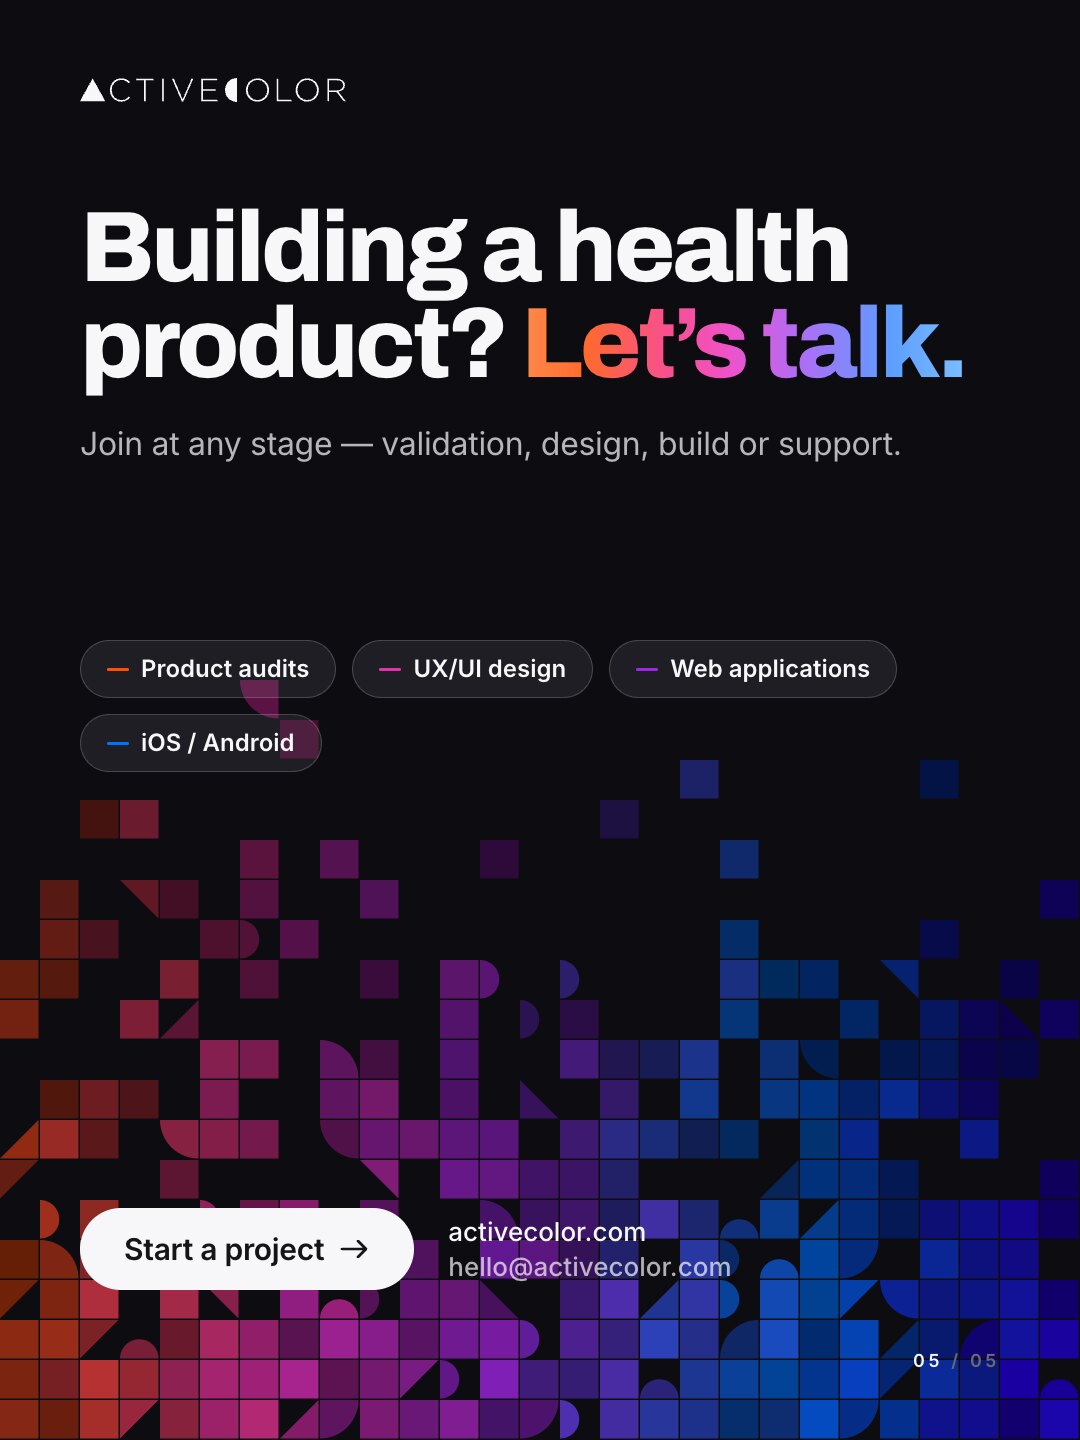 ACTIVECOLOR
Building a health
product? Let’s talk.
Join at any stage — validation, design, build or support.
Product audits
UX/UI design
Web applications
iOS / Android
Start a project →
activecolor.com
hello@activecolor.com
05 / 05